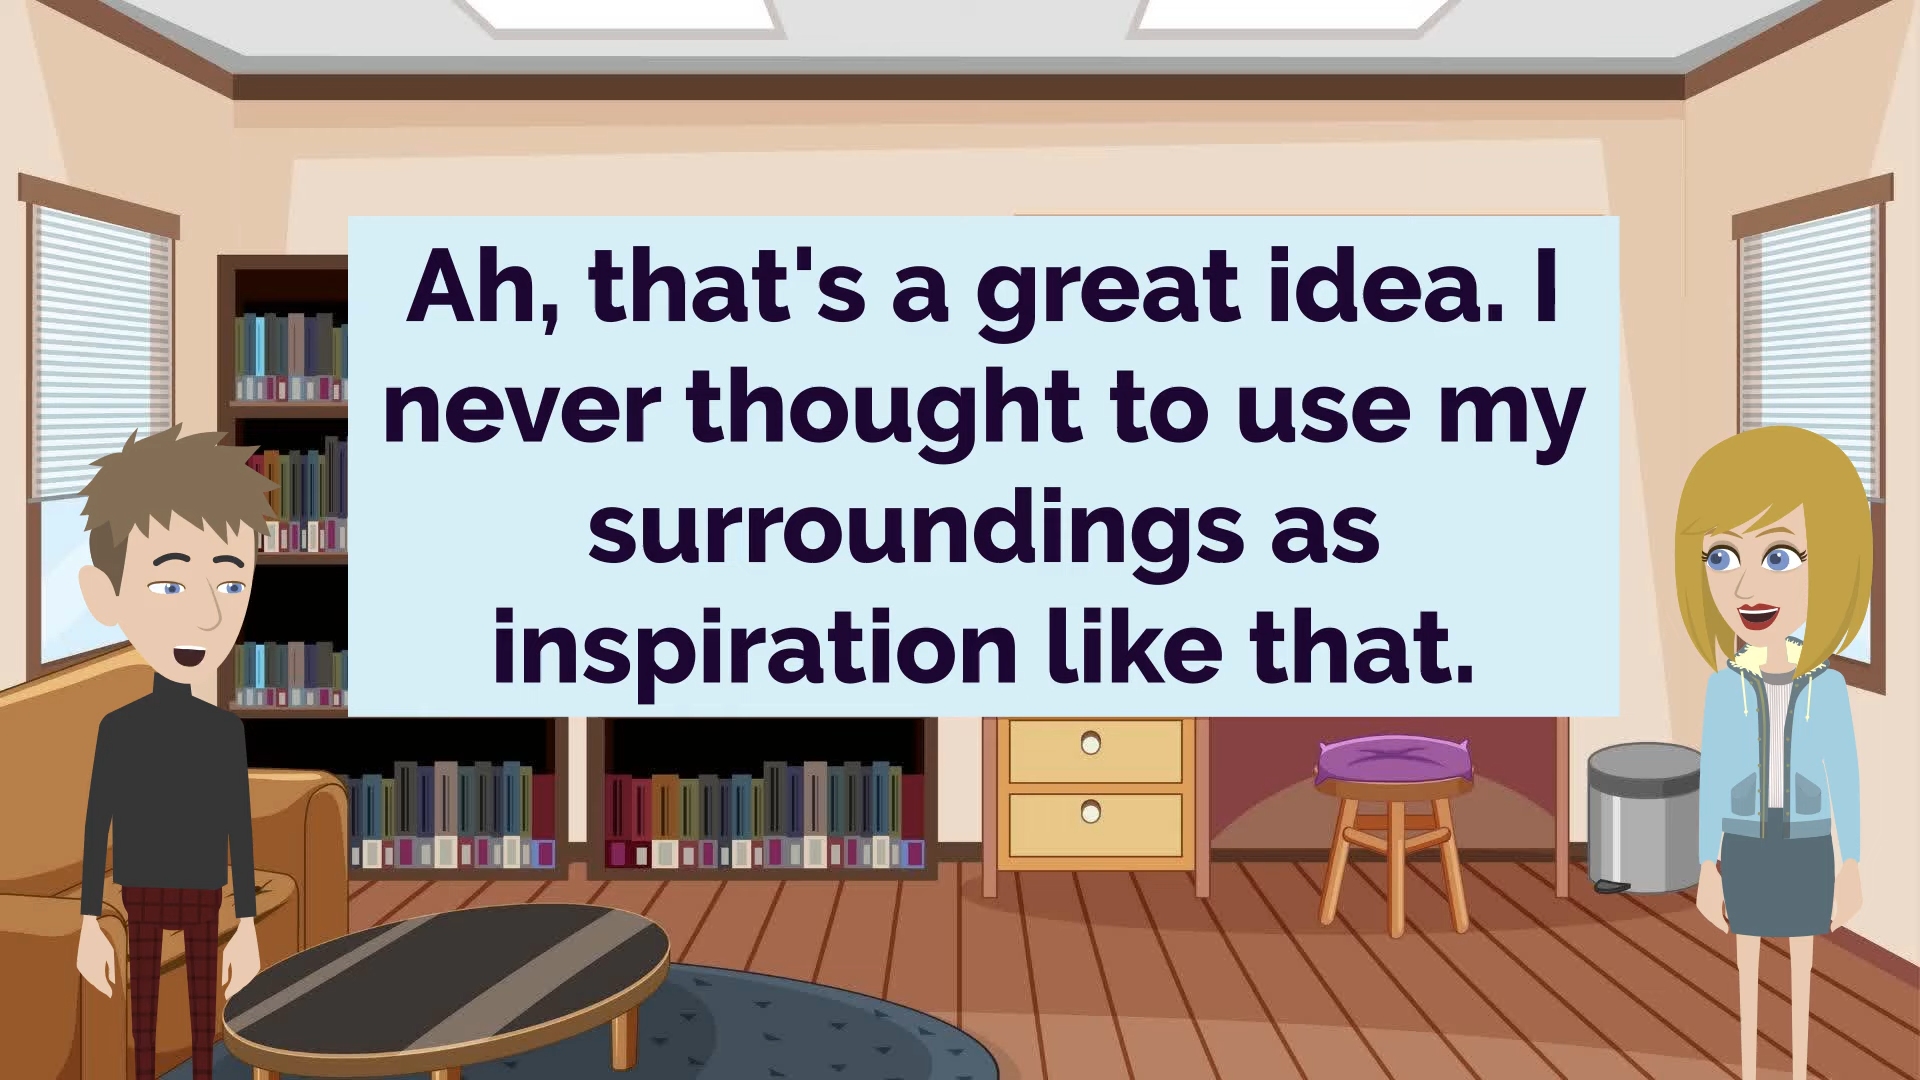 Ah, that's a great idea. I
never thought to use my
surroundings as
inspiration like that.